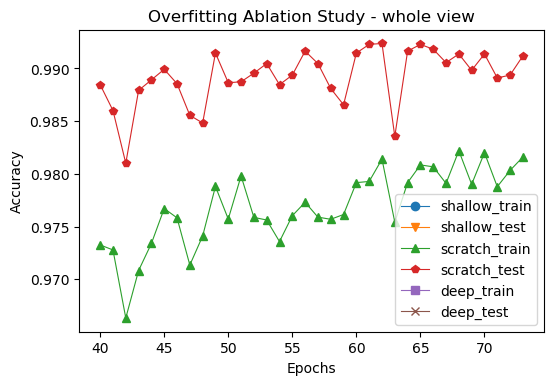 Overfitting Ablation Study - whole view
Accuracy
0.990
0.985
0.980
0.975
0.970
40 45 50 55 60 65 70
Epochs
shallow_train
shallow_test
scratch_train
scratch_test
deep_train
deep_test